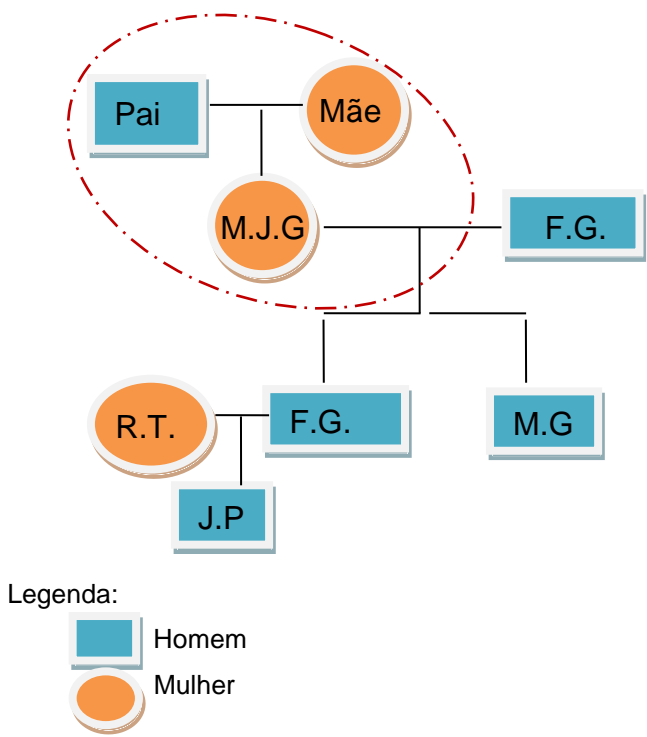 Pai
Mãe
M.J.G
F.G.
R.T.
F.G.
M.G
J.P
Legenda:
Homem
Mulher